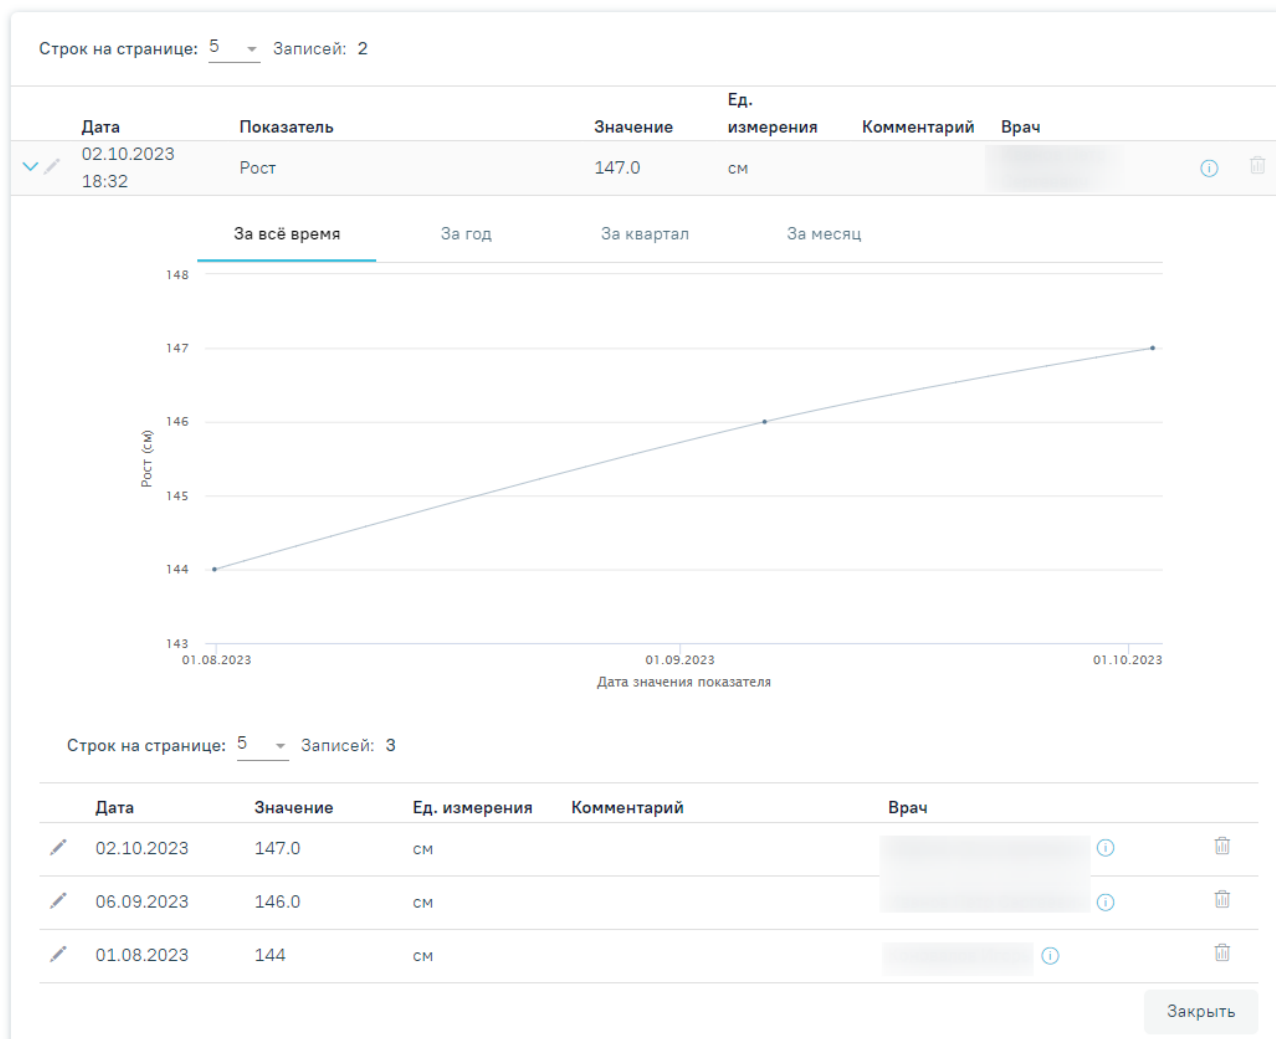 Строк на странице: 5 Записей: 2
Дата Показатель Значение Ед. измерения Комментарий Врач
02.10.2023 18:32 Рост 147.0 см
За всё время За год За квартал За месяц
148
147
146
145
144
143
Рост (см)
01.08.2023 01.09.2023 01.10.2023
Дата значения показателя
Строк на странице: 5 Записей: 3
Дата Значение Ед. измерения Комментарий Врач
02.10.2023 147.0 см
06.09.2023 146.0 см
01.08.2023 144 см
Закрыть